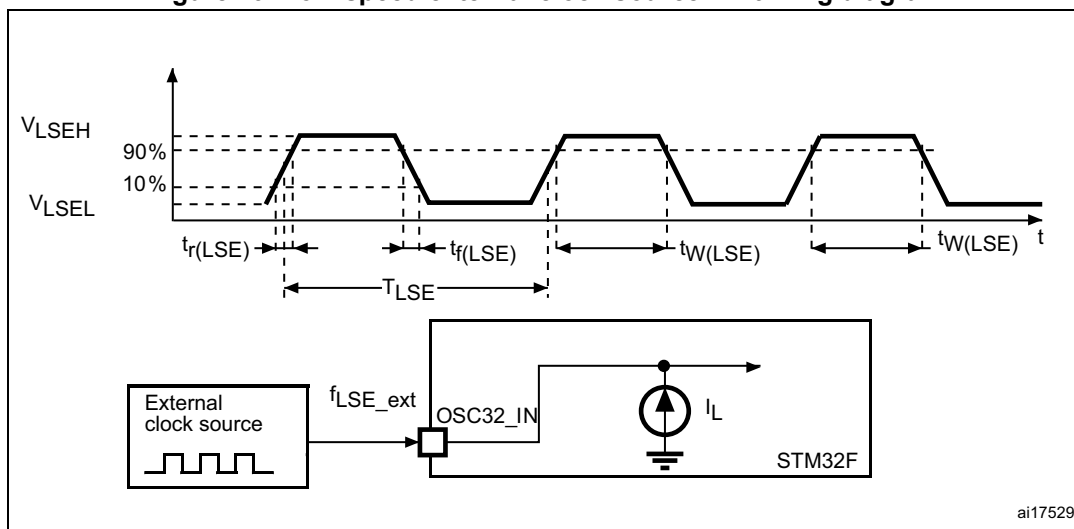 VLSEH
90%
10%
VLSEL
tr(LSE)
tf(LSE)
tW(LSE)
tW(LSE)
t
TLSE
External
clock source
fLSE_ext
OSC32_IN
IL
STM32F
ai17529